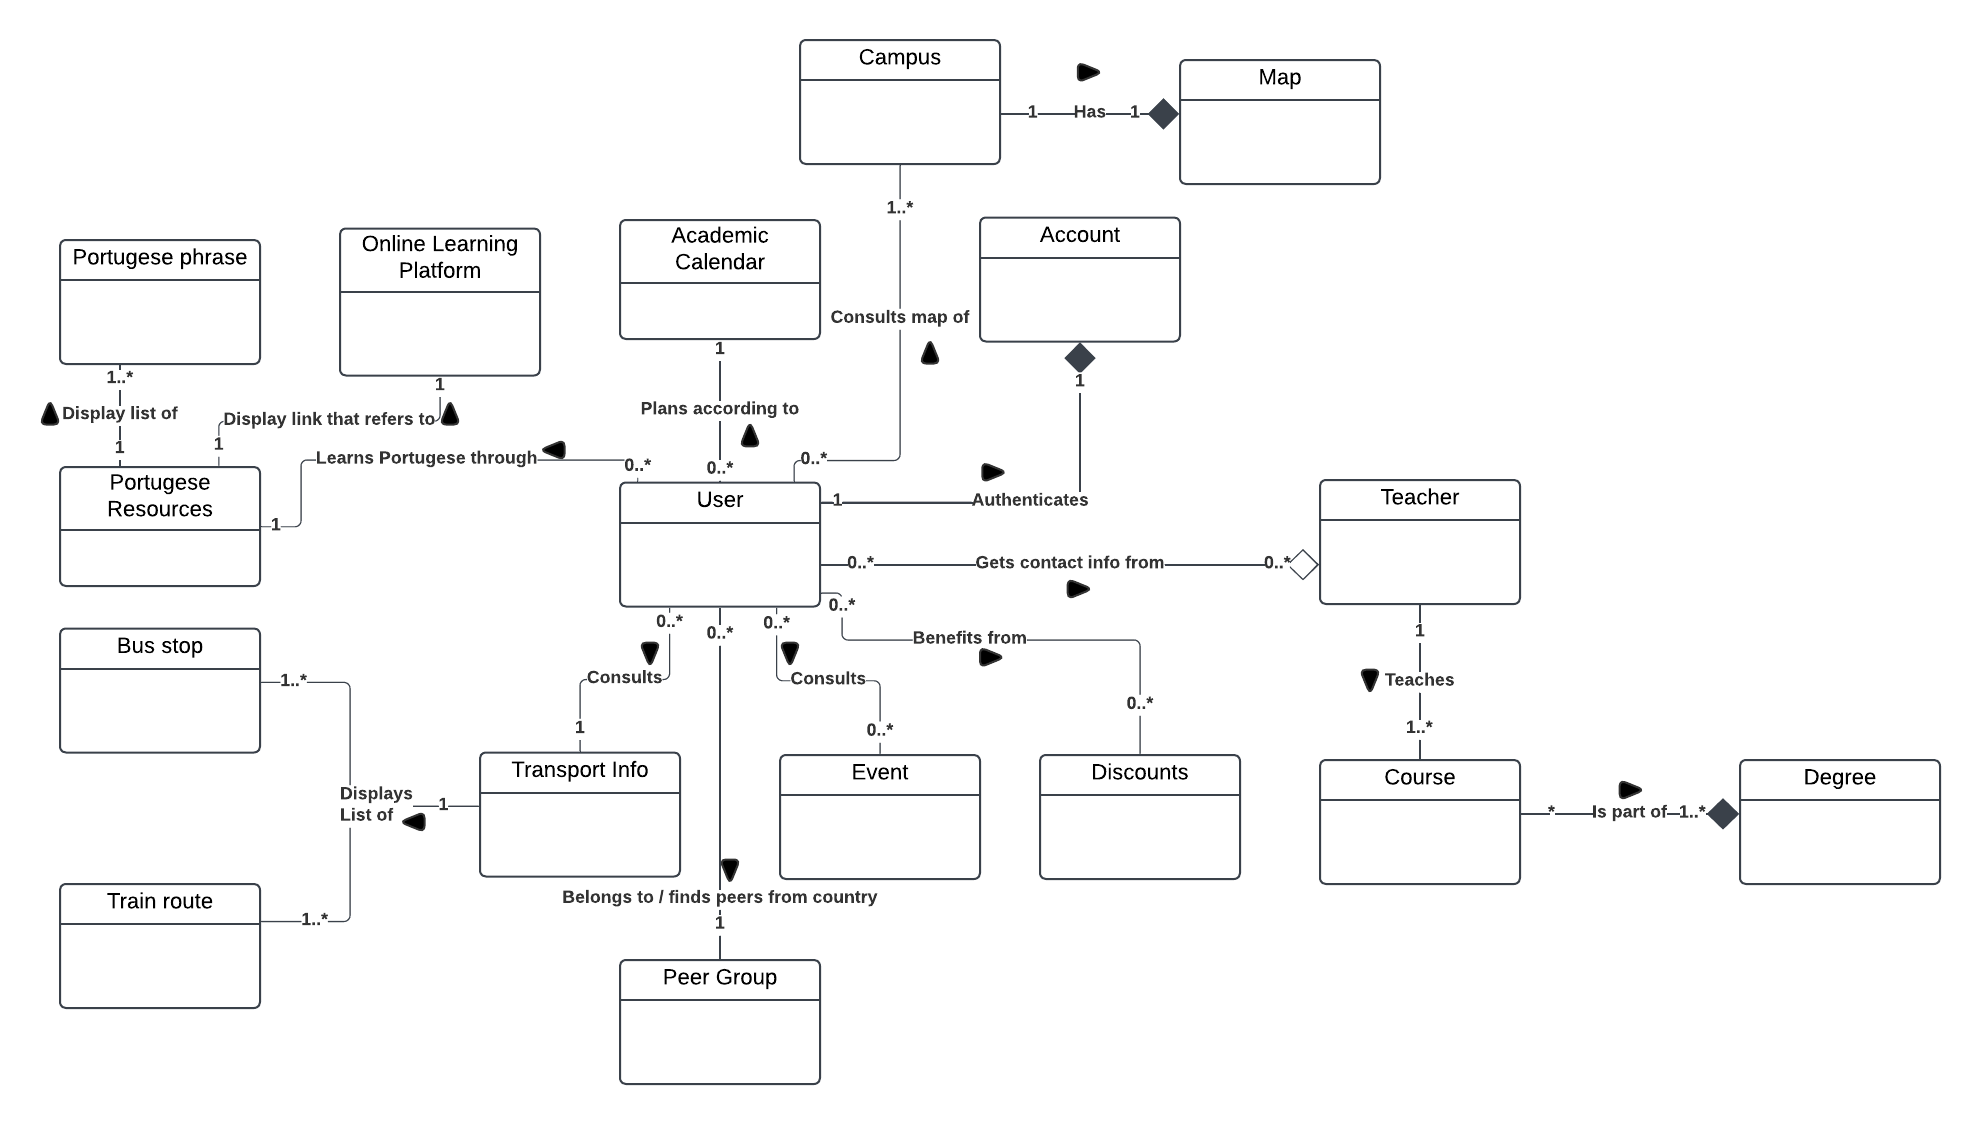 Campus
Map
1
Has
1
1..*
Portugese phrase
Online Learning
Platform
Academic
Calendar
Account
Consults map of
1
1..*
1
1
Display list of
Display link that refers to
Plans according to
1
1
Learns Portugese through
0..*
0..*
0..*
Portugese
Resources
1
User
1
Authenticates
Teacher
0..*
Gets contact info from
0..*
0..*
0..*
0..*
0..*
Benefits from
1
Bus stop
1..*
Consults
Consults
Teaches
1
0..*
0..*
1..*
Displays
List of
1
Transport Info
Event
Discounts
Course
*
Is part of
1..*
Degree
Train route
1..*
Belongs to / finds peers from country
1
Peer Group